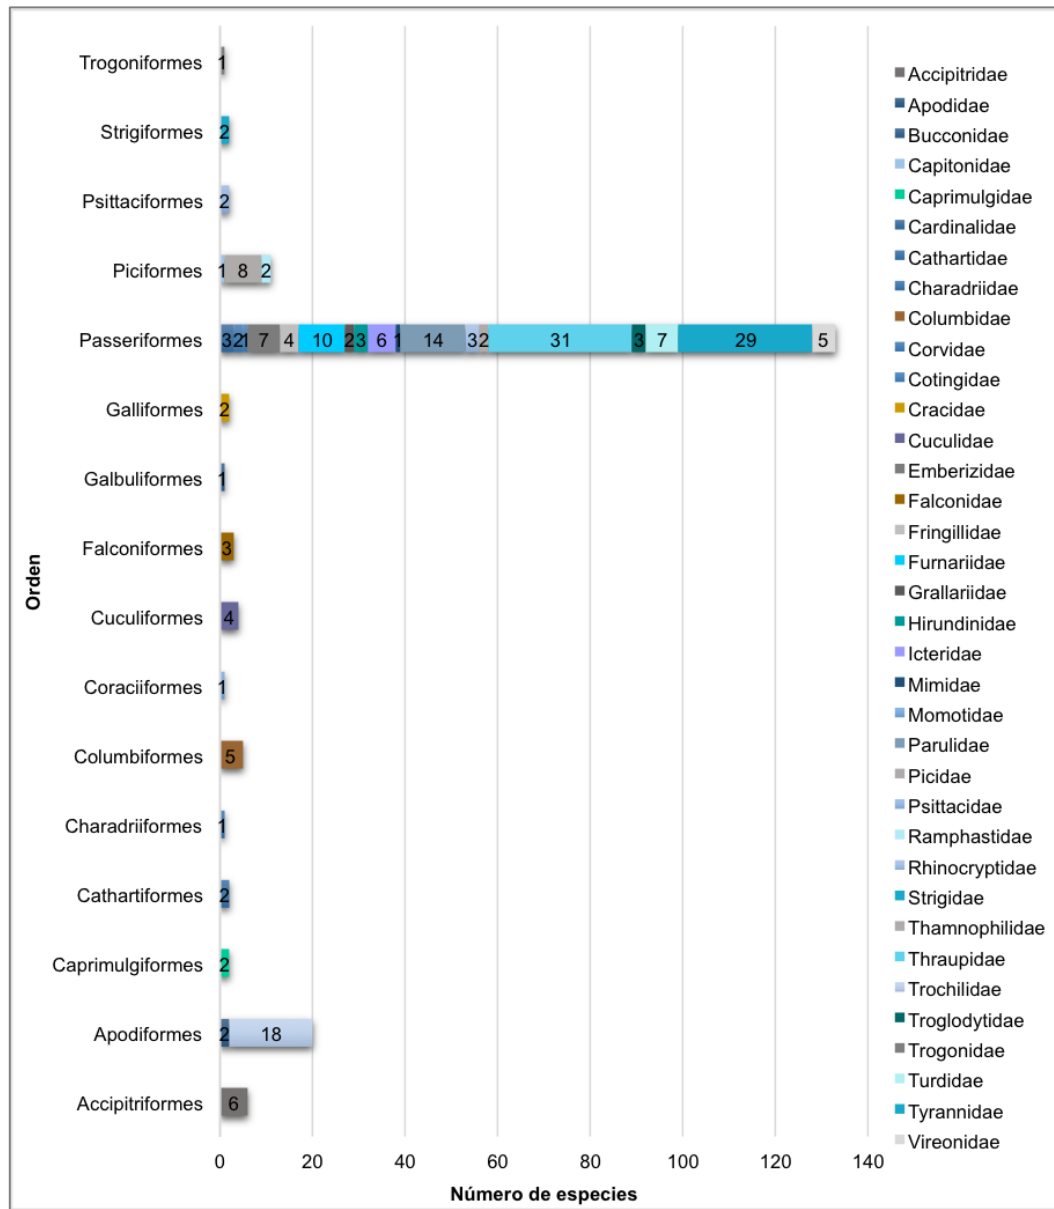 Trogoniformes 1
Strigiformes 2
Psittaciformes 2
Piciformes 1 8 2
Passeriformes 3 2 1 7 4 10 2 3 6 1 14 3 2 31 3 7 29 5
Galliformes 2
Galbuliformes 1
Falconiformes 3
Cuculiformes 4
Coraciiformes 1
Columbiformes 5
Charadriiformes 1
Cathartiformes 2
Caprimulgiformes 2
Apodiformes 2 18
Accipitriformes 6
Orden
0 20 40 60 80 100 120 140
Número de especies
Accipitridae
Apodidae
Bucconidae
Capitonidae
Caprimulgidae
Cardinalidae
Cathartidae
Charadriidae
Columbidae
Corvidae
Cotingidae
Cracidae
Cuculidae
Emberizidae
Falconidae
Fringillidae
Furnariidae
Grallariidae
Hirundinidae
Icteridae
Mimidae
Momotidae
Parulidae
Picidae
Psittacidae
Ramphastidae
Rhinocryptidae
Strigidae
Thamnophilidae
Thraupidae
Trochilidae
Troglodytidae
Trogonidae
Turdidae
Tyrannidae
Vireonidae